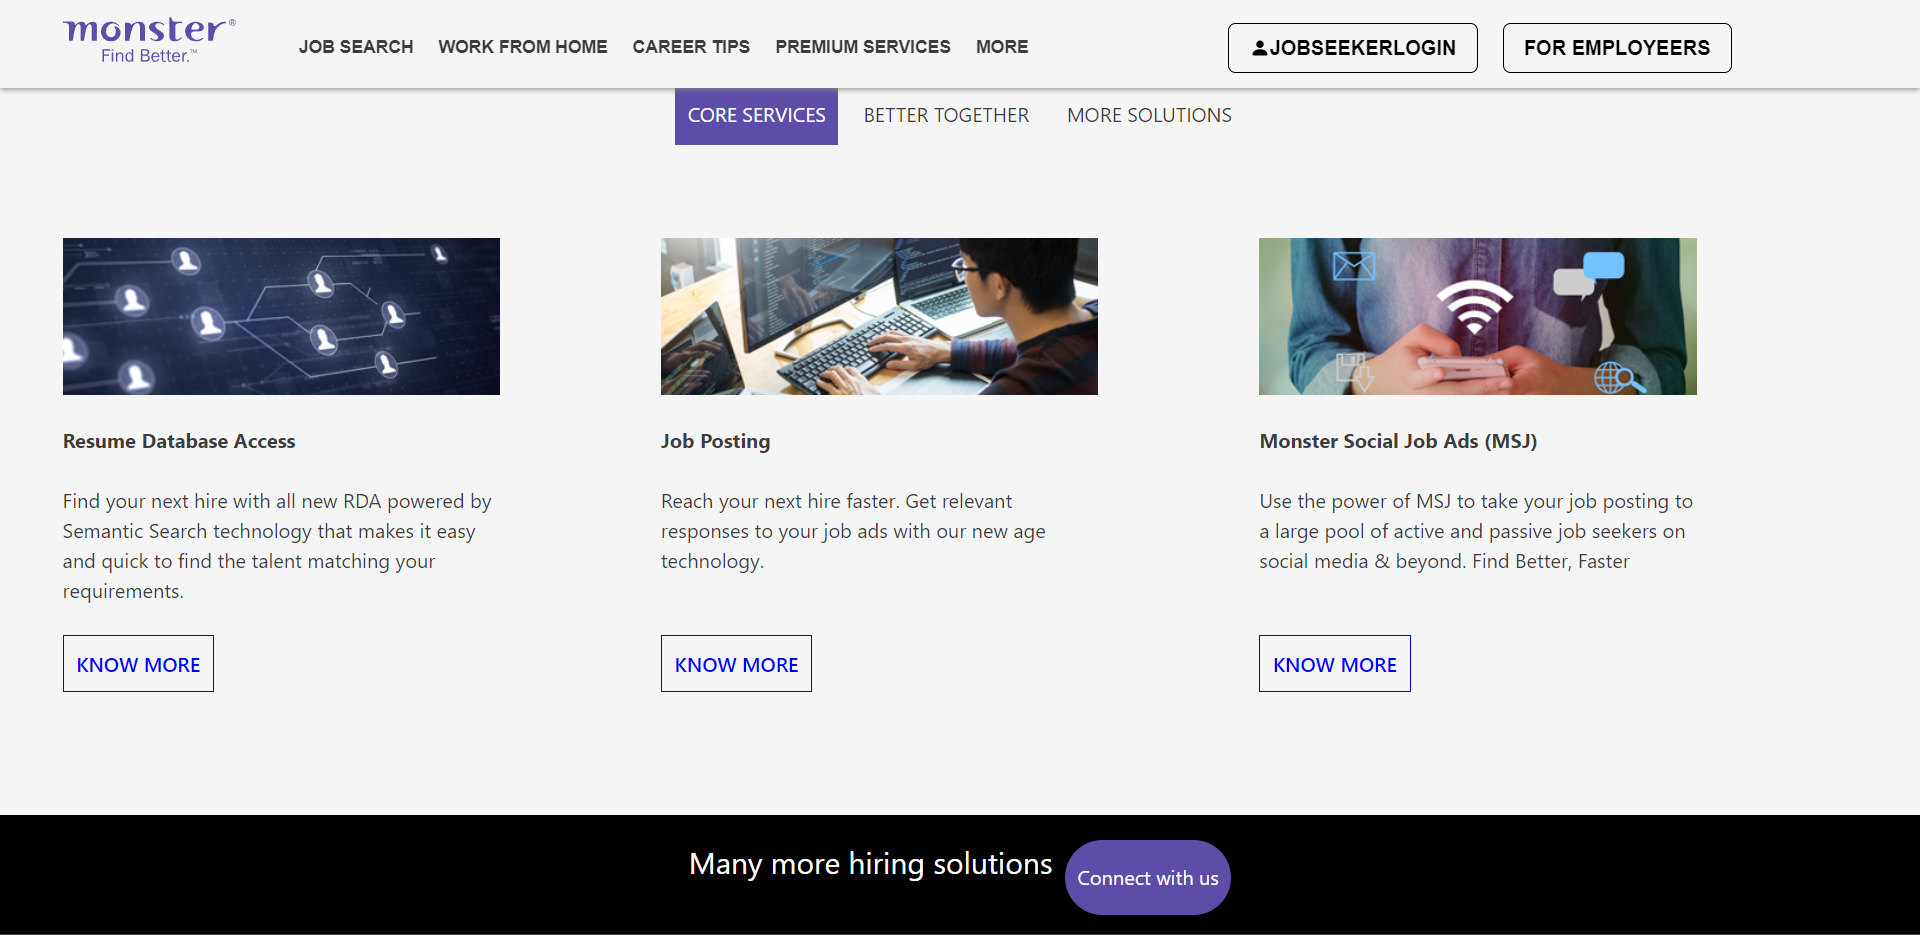 monster®
Find Better.™
JOB SEARCH
WORK FROM HOME
CAREER TIPS
PREMIUM SERVICES
MORE
JOBSEEKERLOGIN
FOR EMPLOYEERS
CORE SERVICES
BETTER TOGETHER
MORE SOLUTIONS
Resume Database Access
Find your next hire with all new RDA powered by
Semantic Search technology that makes it easy
and quick to find the talent matching your
requirements.
KNOW MORE
Job Posting
Reach your next hire faster. Get relevant
responses to your job ads with our new age
technology.
KNOW MORE
Monster Social Job Ads (MSJ)
Use the power of MSJ to take your job posting to
a large pool of active and passive job seekers on
social media & beyond. Find Better, Faster
KNOW MORE
Many more hiring solutions
Connect with us